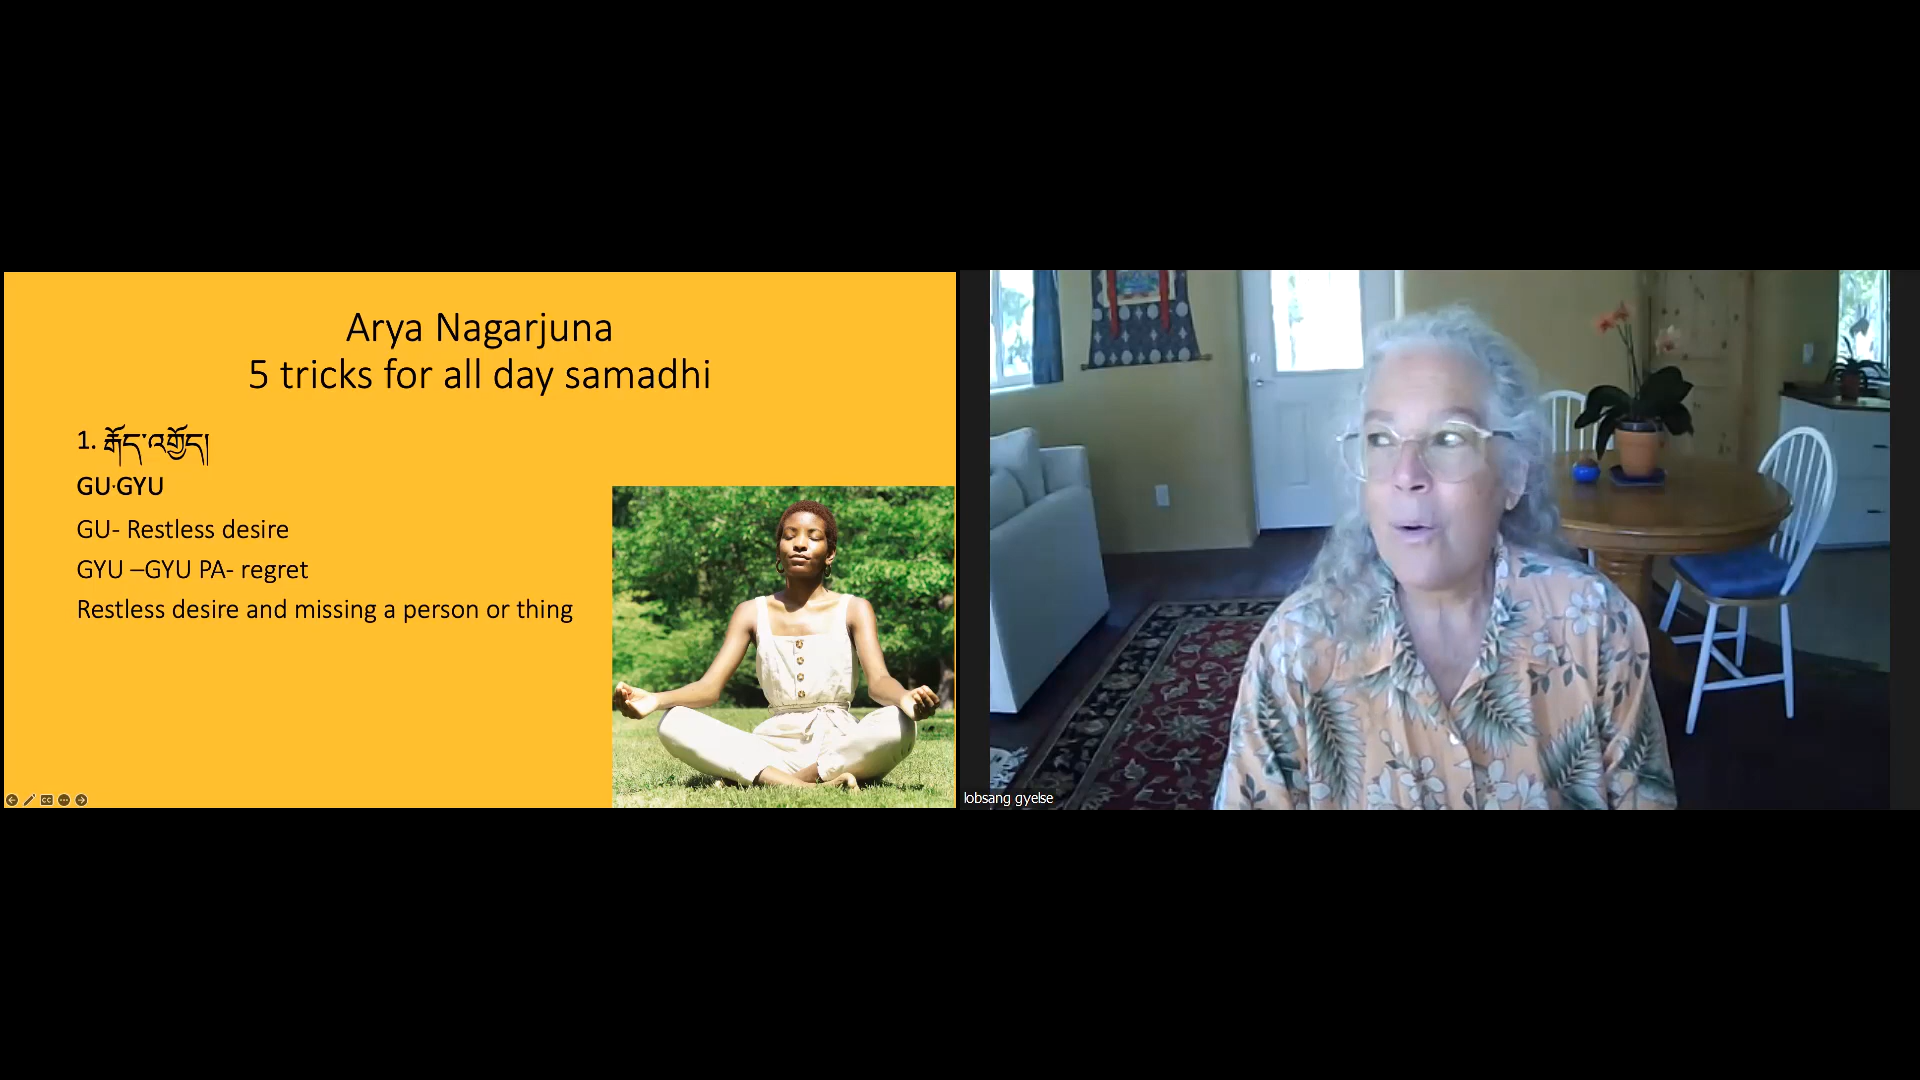 Arya Nagarjuna
5 tricks for all day samadhi
1. རྒོད་འགྱོད།
GU·GYU
GU- Restless desire
GYU –GYU PA- regret
Restless desire and missing a person or thing
lobsang gyelse